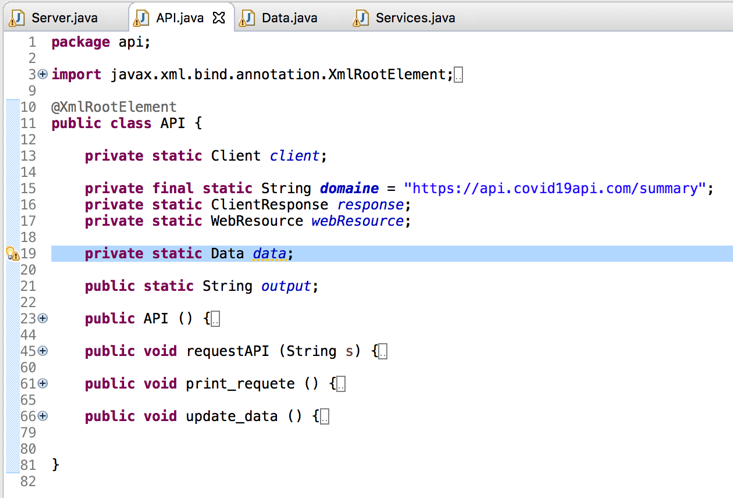 Server.java API.java Data.java Services.java
1 package api;
2
3 import javax.xml.bind.annotation.XmlRootElement;
9
10 @XmlRootElement
11 public class API {
12
13 private static Client client;
14
15 private final static String domaine = "https://api.covid19api.com/summary";
16 private static ClientResponse response;
17 private static WebResource webResource;
18
19 private static Data data;
20
21 public static String output;
22
23 public API () {
44
45 public void requestAPI (String s) {
60
61 public void print_requete () {
65
66 public void update_data () {
79
80
81 }
82